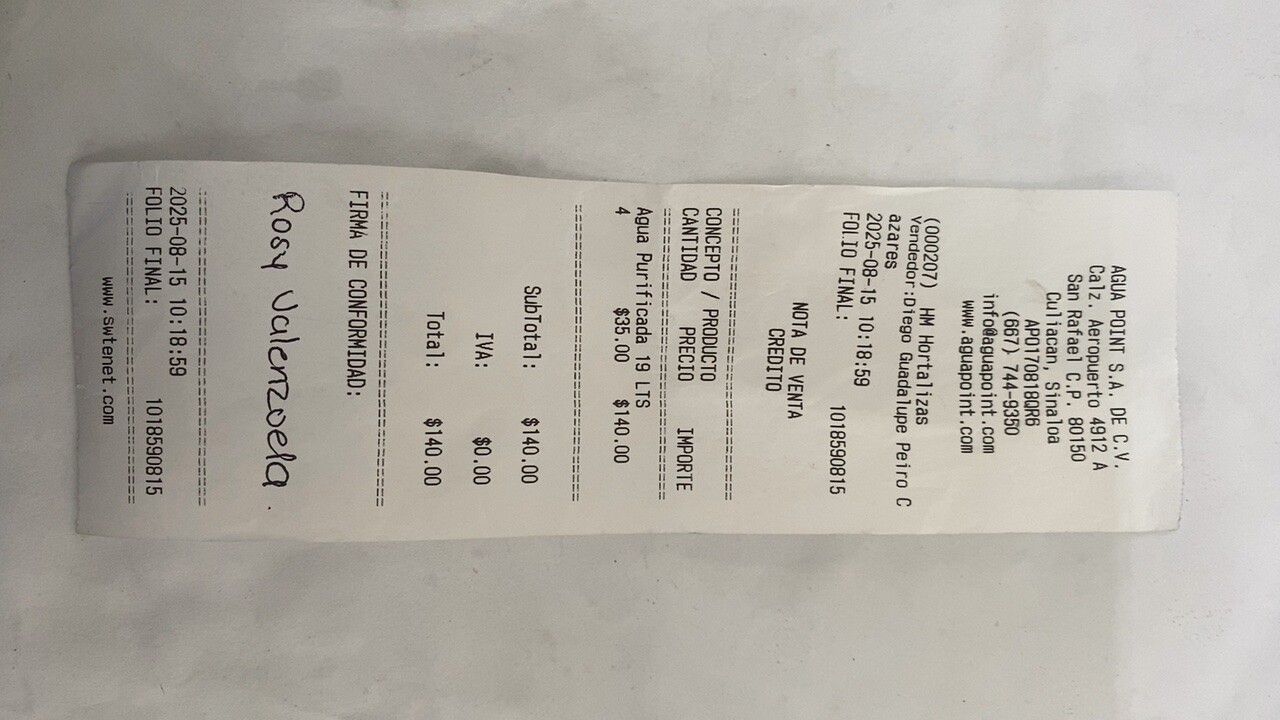 AGUA POINT S.A. DE C.V.
Calz. Aeropuerto 4912 A
San Rafael C.P. 80150
Culiacan, Sinaloa
APO170818QR6
(667) 744-9350
info@aguapoint.com
www.aguapoint.com
(000207) HM Hortalizas
Vendedor:Diego Guadalupe Peiro C
azares
2025-08-15 10:18:59
FOLIO FINAL: 1018590815
NOTA DE VENTA
CREDITO
================================
CONCEPTO / PRODUCTO
CANTIDAD PRECIO IMPORTE
================================
Agua Purificada 19 LTS
4 $35.00 $140.00
================================
SubTotal: $140.00
IVA: $0.00
Total: $140.00
================================
FIRMA DE CONFORMIDAD:
Rosy Valenzuela.
================================
2025-08-15 10:18:59
FOLIO FINAL: 1018590815
================================
www.swtenet.com